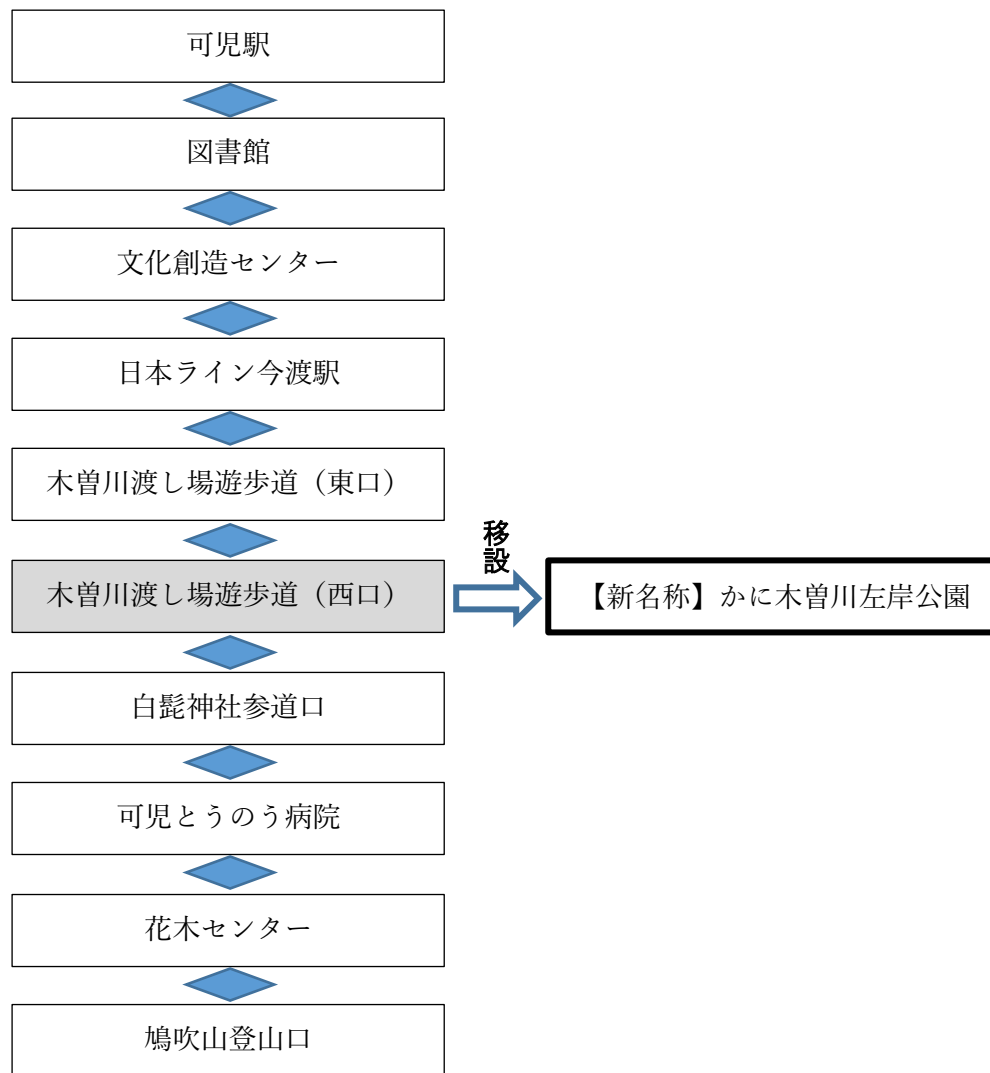 可児駅
図書館
文化創造センター
日本ライン今渡駅
木曽川渡し場遊歩道（東口）
木曽川渡し場遊歩道（西口）
移設
【新名称】かに木曽川左岸公園
白髭神社参道口
可児とうのう病院
花木センター
鳩吹山登山口